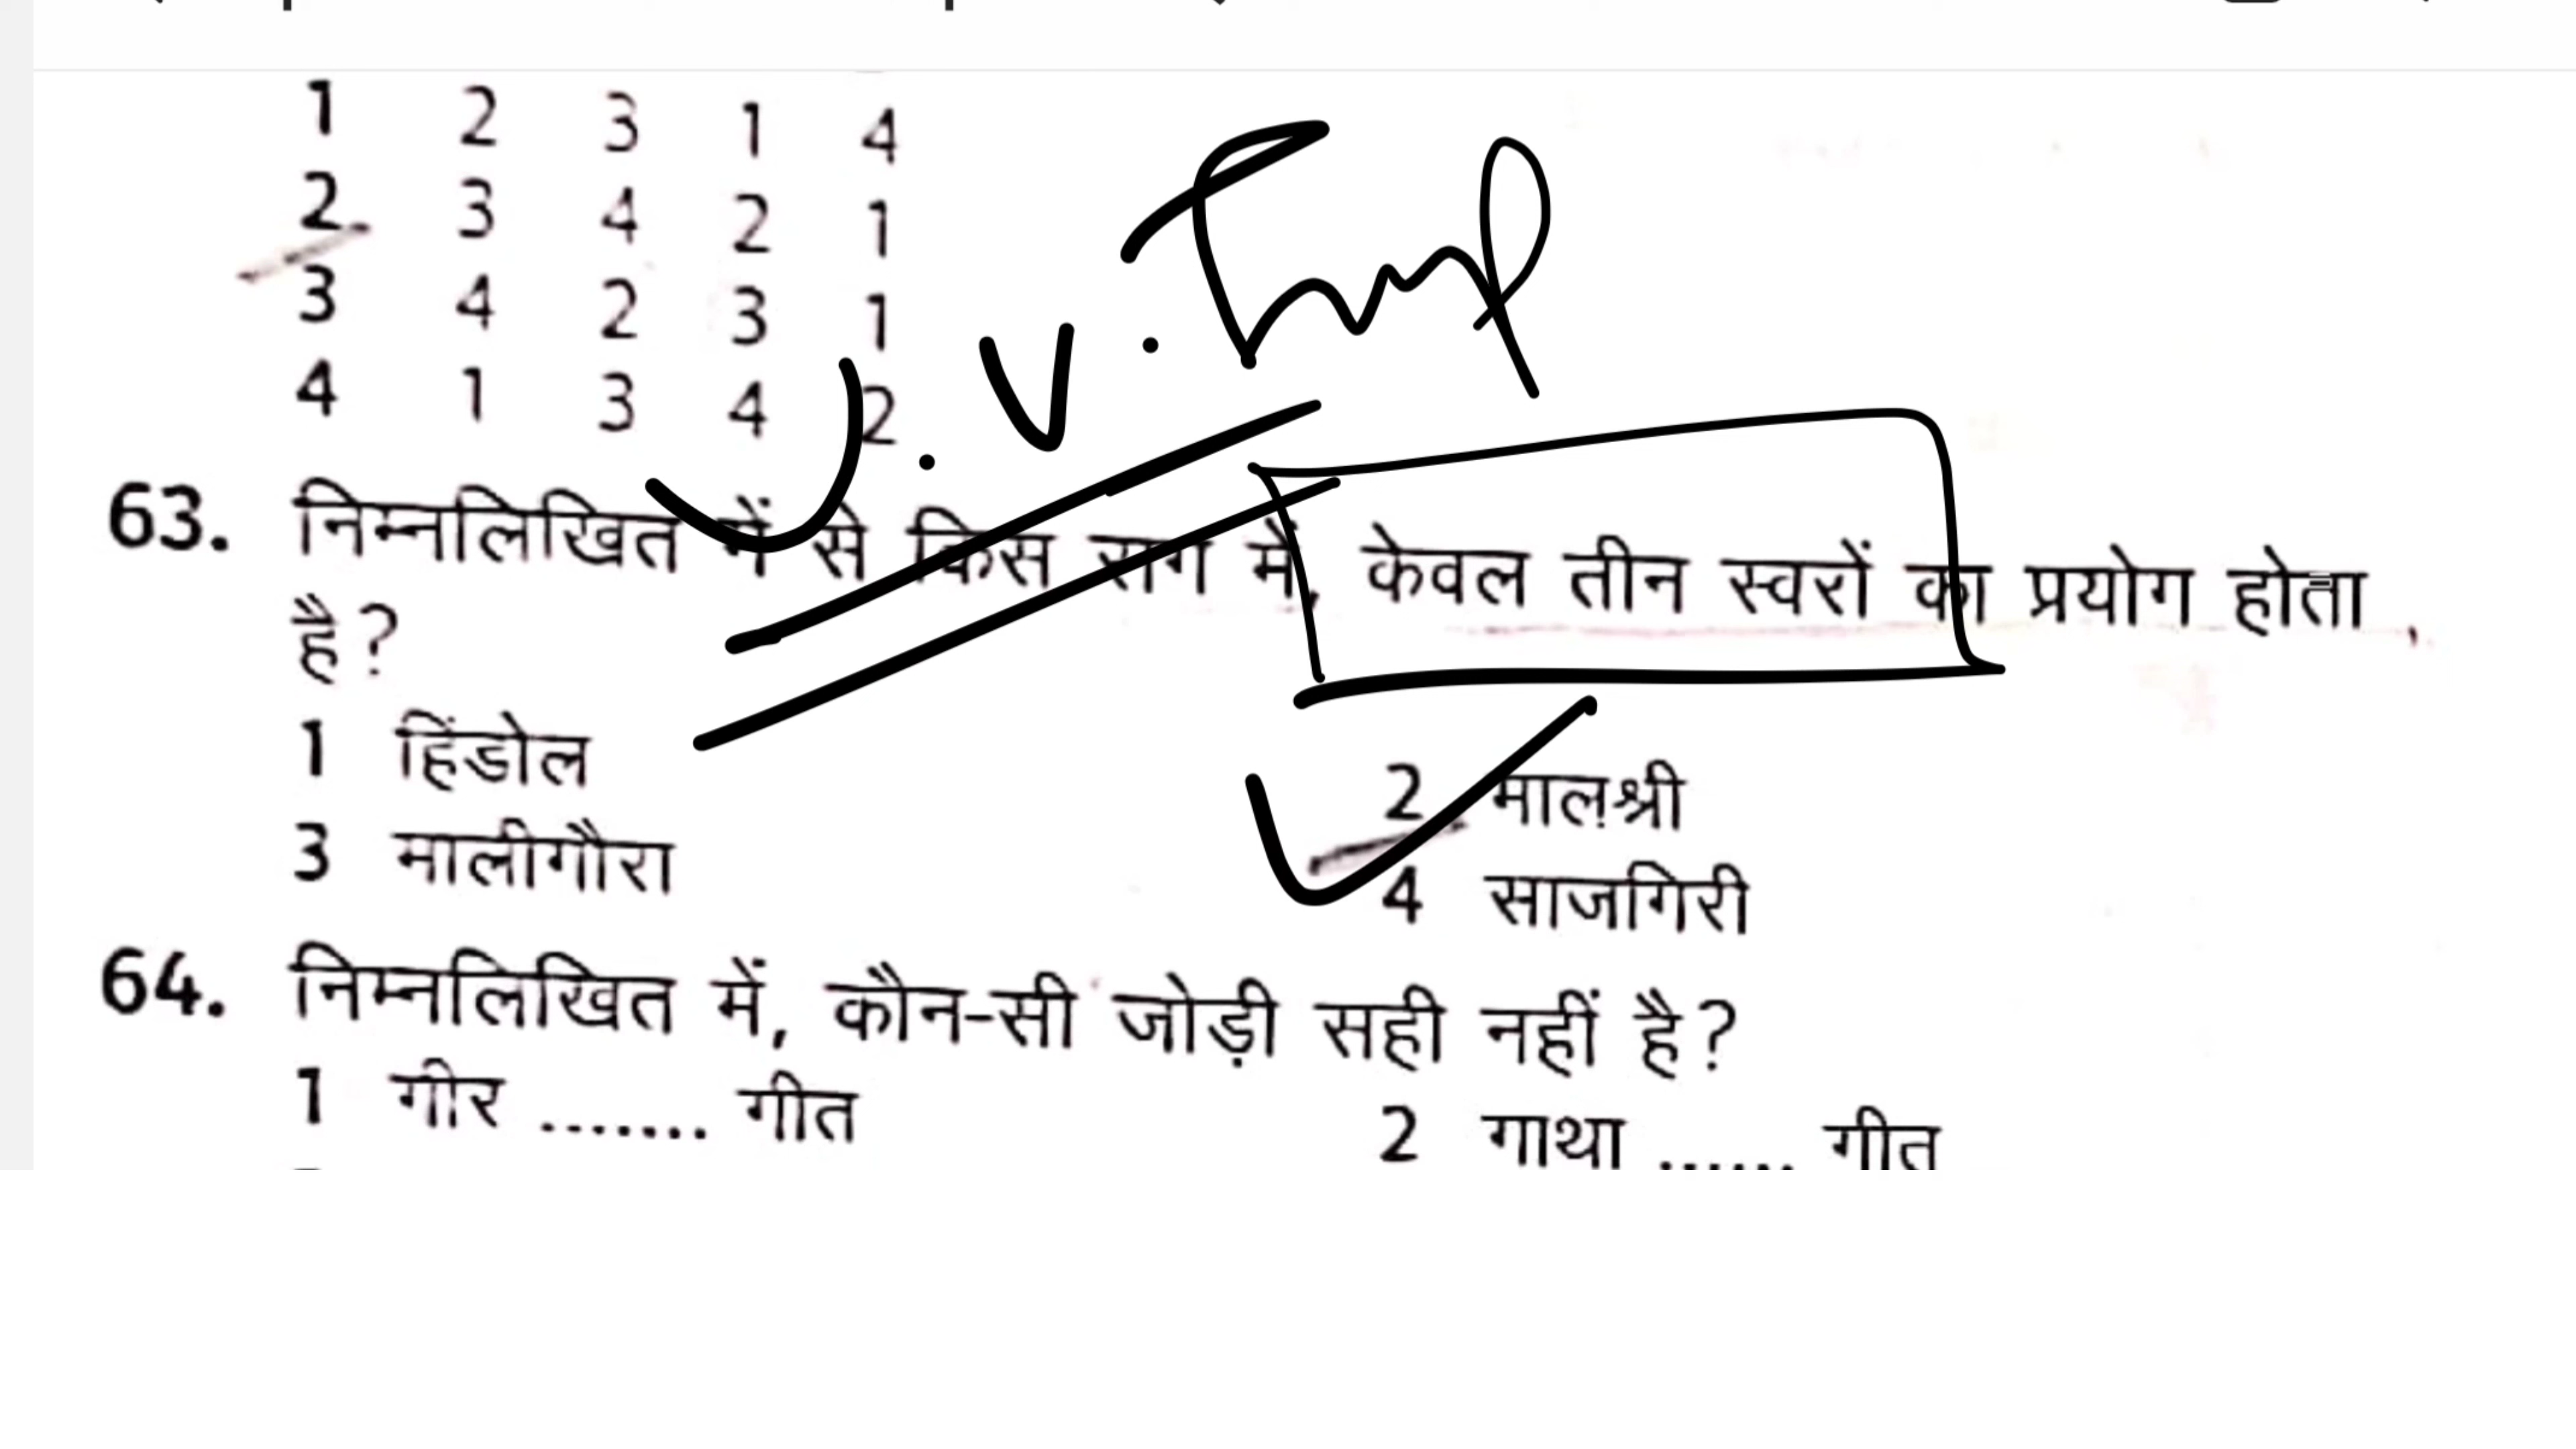 1 2 3 1 4
2 3 4 2 1
3 4 2 3 1
4 1 3 4 2
V. V. Imp
63. निम्नलिखित में से किस राग में, केवल तीन स्वरों का प्रयोग होता
है?
1 हिंडोल 2 मालश्री
3 मालीगौरा 4 साजगिरी
64. निम्नलिखित में, कौन-सी जोड़ी सही नहीं है?
1 गीर ....... गीत 2 गाथा ...... गीत